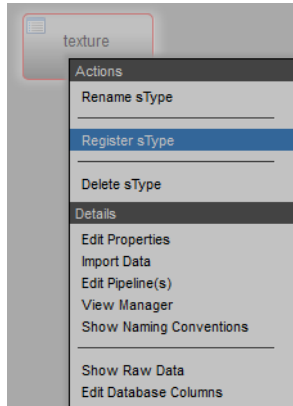 texture
Actions
Rename sType
Register sType
Delete sType
Details
Edit Properties
Import Data
Edit Pipeline(s)
View Manager
Show Naming Conventions
Show Raw Data
Edit Database Columns